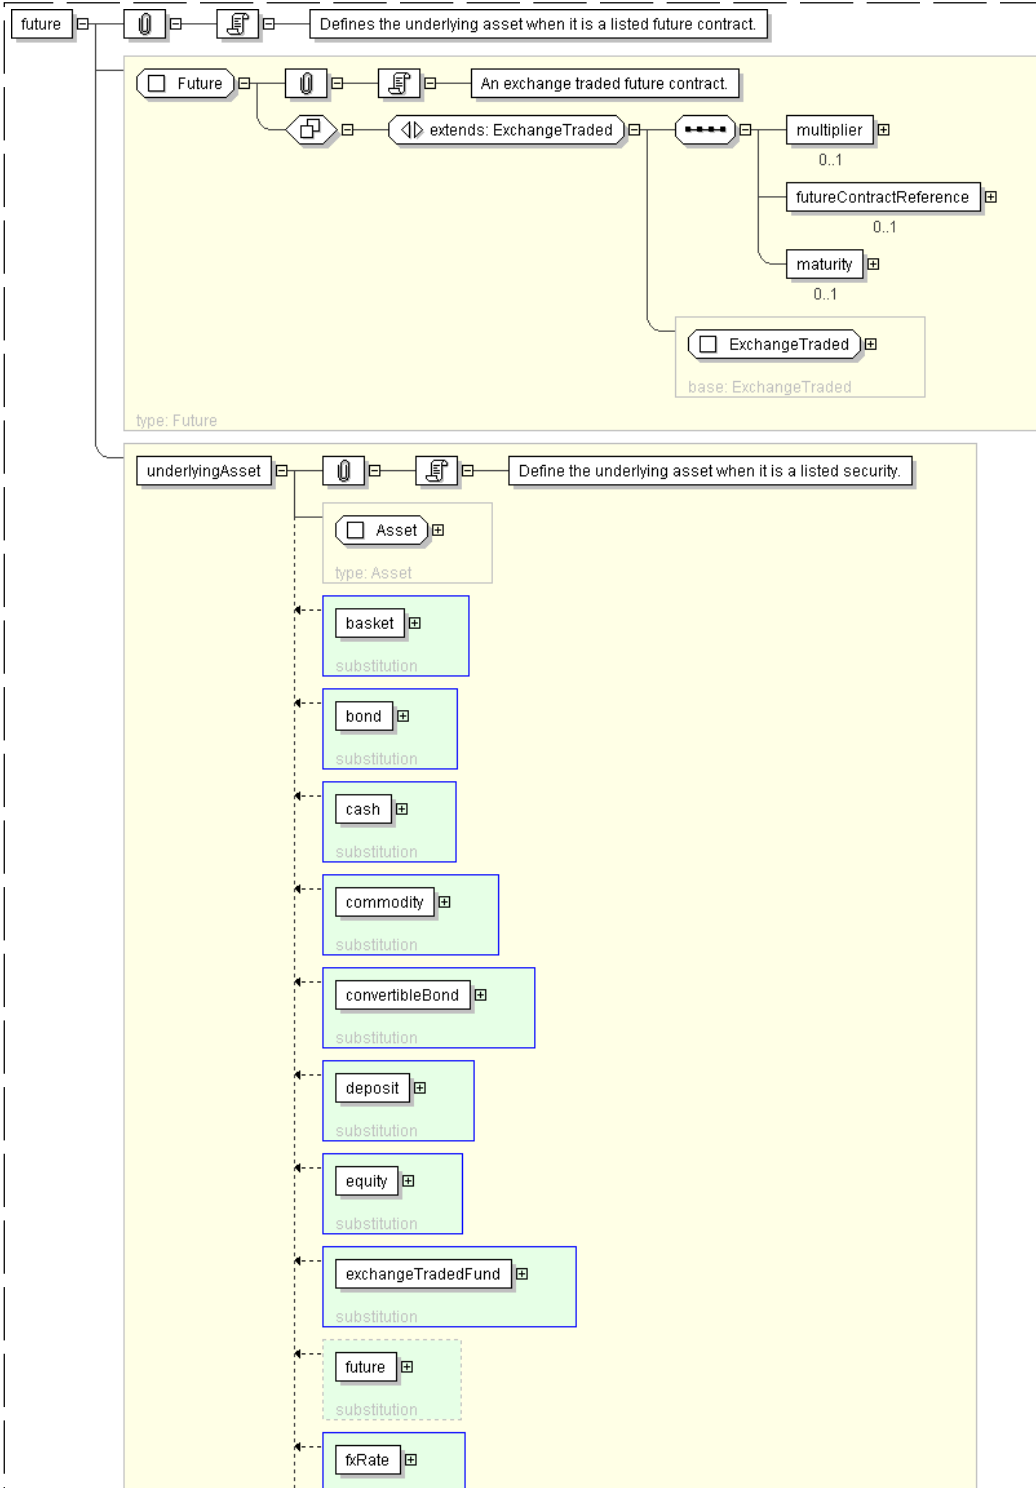 future
Defines the underlying asset when it is a listed future contract.
Future
An exchange traded future contract.
extends: ExchangeTraded
multiplier
0..1
futureContractReference
0..1
maturity
0..1
ExchangeTraded
base: ExchangeTraded
type: Future
underlyingAsset
Define the underlying asset when it is a listed security.
Asset
type: Asset
basket
substitution
bond
substitution
cash
substitution
commodity
substitution
convertibleBond
substitution
deposit
substitution
equity
substitution
exchangeTradedFund
substitution
future
substitution
fxRate